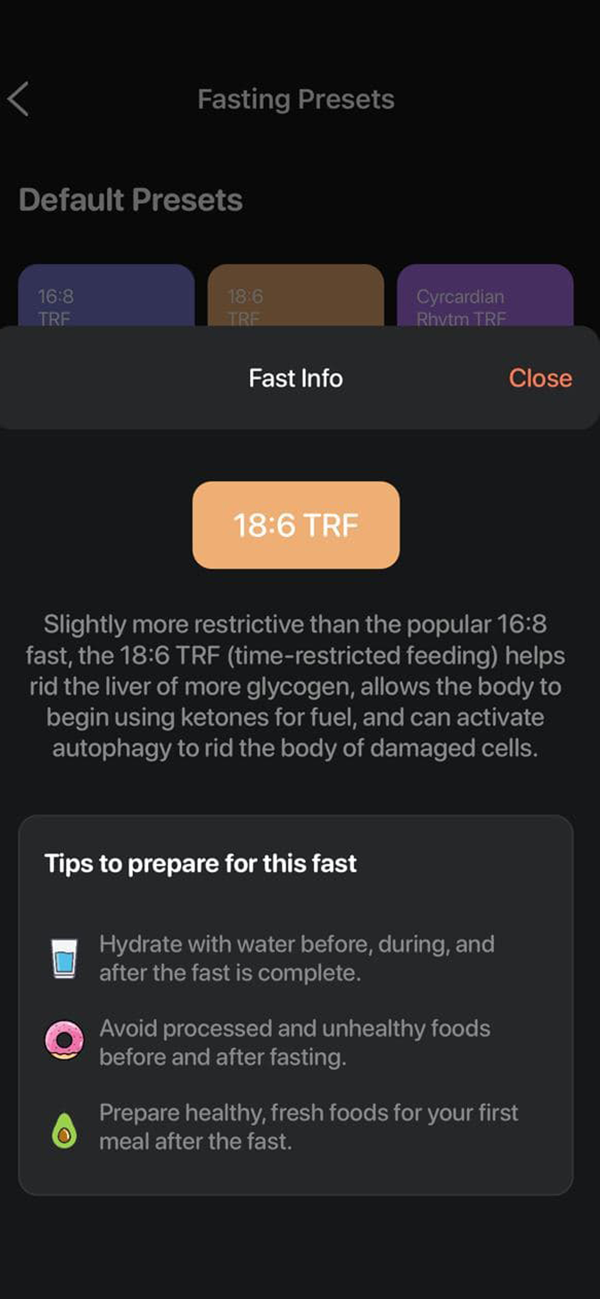 Fasting Presets
Default Presets
16:8
TRF
18:6
TRF
Cyrcardian
Rhytm TRF
Fast Info
Close
18:6 TRF
Slightly more restrictive than the popular 16:8
fast, the 18:6 TRF (time-restricted feeding) helps
rid the liver of more glycogen, allows the body to
begin using ketones for fuel, and can activate
autophagy to rid the body of damaged cells.
Tips to prepare for this fast
Hydrate with water before, during, and
after the fast is complete.
Avoid processed and unhealthy foods
before and after fasting.
Prepare healthy, fresh foods for your first
meal after the fast.